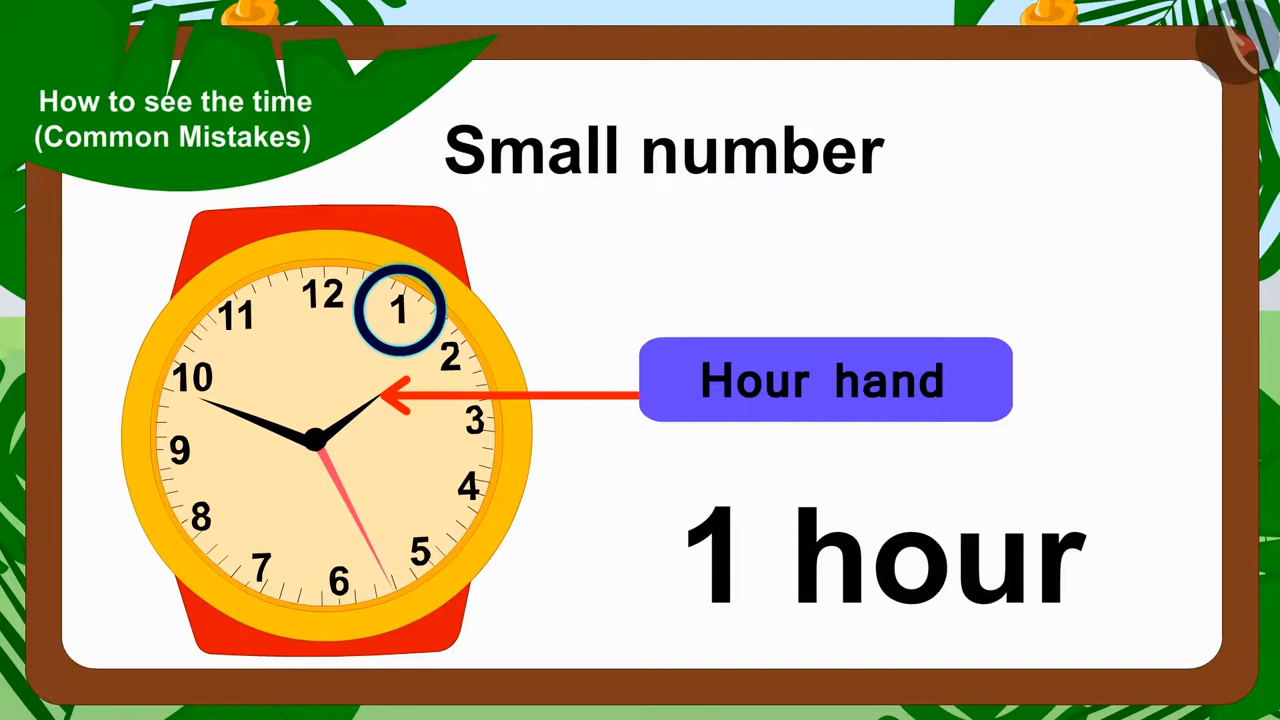 How to see the time
(Common Mistakes)
Small number
12
1
2
3
4
5
6
7
8
9
10
11
Hour hand
1 hour